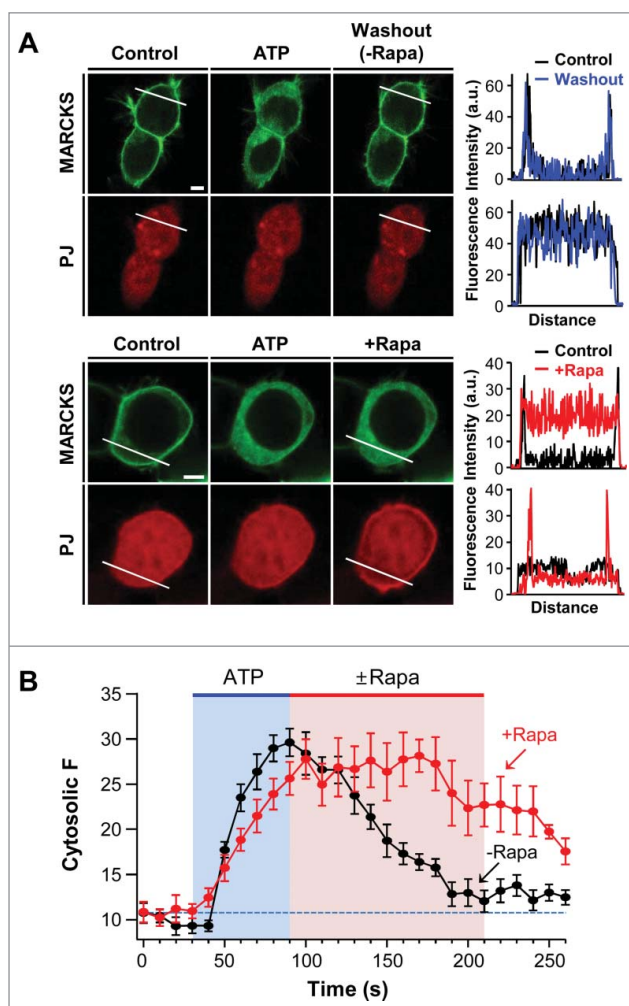 A
Control
ATP
Washout
(-Rapa)
MARCKS
PJ
Control
Washout
Fluorescence Intensity (a.u.)
60
40
20
0
60
40
20
0
Distance
Control
ATP
+Rapa
MARCKS
PJ
Control
+Rapa
Fluorescence Intensity (a.u.)
40
30
20
10
0
40
30
20
10
0
Distance
B
ATP
±Rapa
Cytosolic F
35
30
25
20
15
10
+Rapa
-Rapa
0 50 100 150 200 250
Time (s)